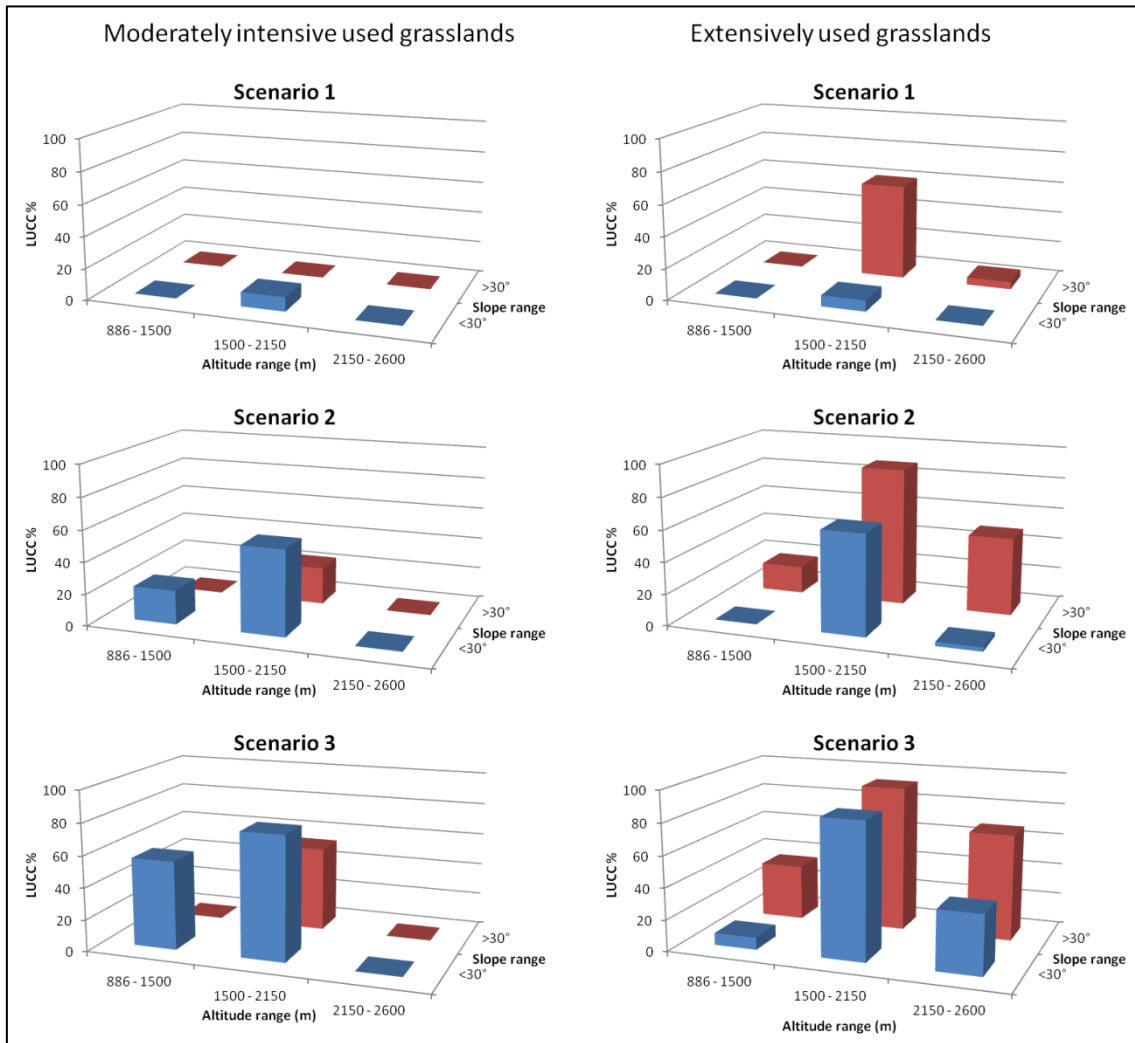 Moderately intensive used grasslands
Extensively used grasslands
Scenario 1
100
80
60
40
20
0
LUCC%
886 - 1500
1500 - 2150
2150 - 2600
Altitude range (m)
>30°
<30°
Slope range
Scenario 1
100
80
60
40
20
0
LUCC%
886 - 1500
1500 - 2150
2150 - 2600
Altitude range (m)
>30°
<30°
Slope range
Scenario 2
100
80
60
40
20
0
LUCC%
886 - 1500
1500 - 2150
2150 - 2600
Altitude range (m)
>30°
<30°
Slope range
Scenario 2
100
80
60
40
20
0
LUCC%
886 - 1500
1500 - 2150
2150 - 2600
Altitude range (m)
>30°
<30°
Slope range
Scenario 3
100
80
60
40
20
0
LUCC%
886 - 1500
1500 - 2150
2150 - 2600
Altitude range (m)
>30°
<30°
Slope range
Scenario 3
100
80
60
40
20
0
LUCC%
886 - 1500
1500 - 2150
2150 - 2600
Altitude range (m)
>30°
<30°
Slope range